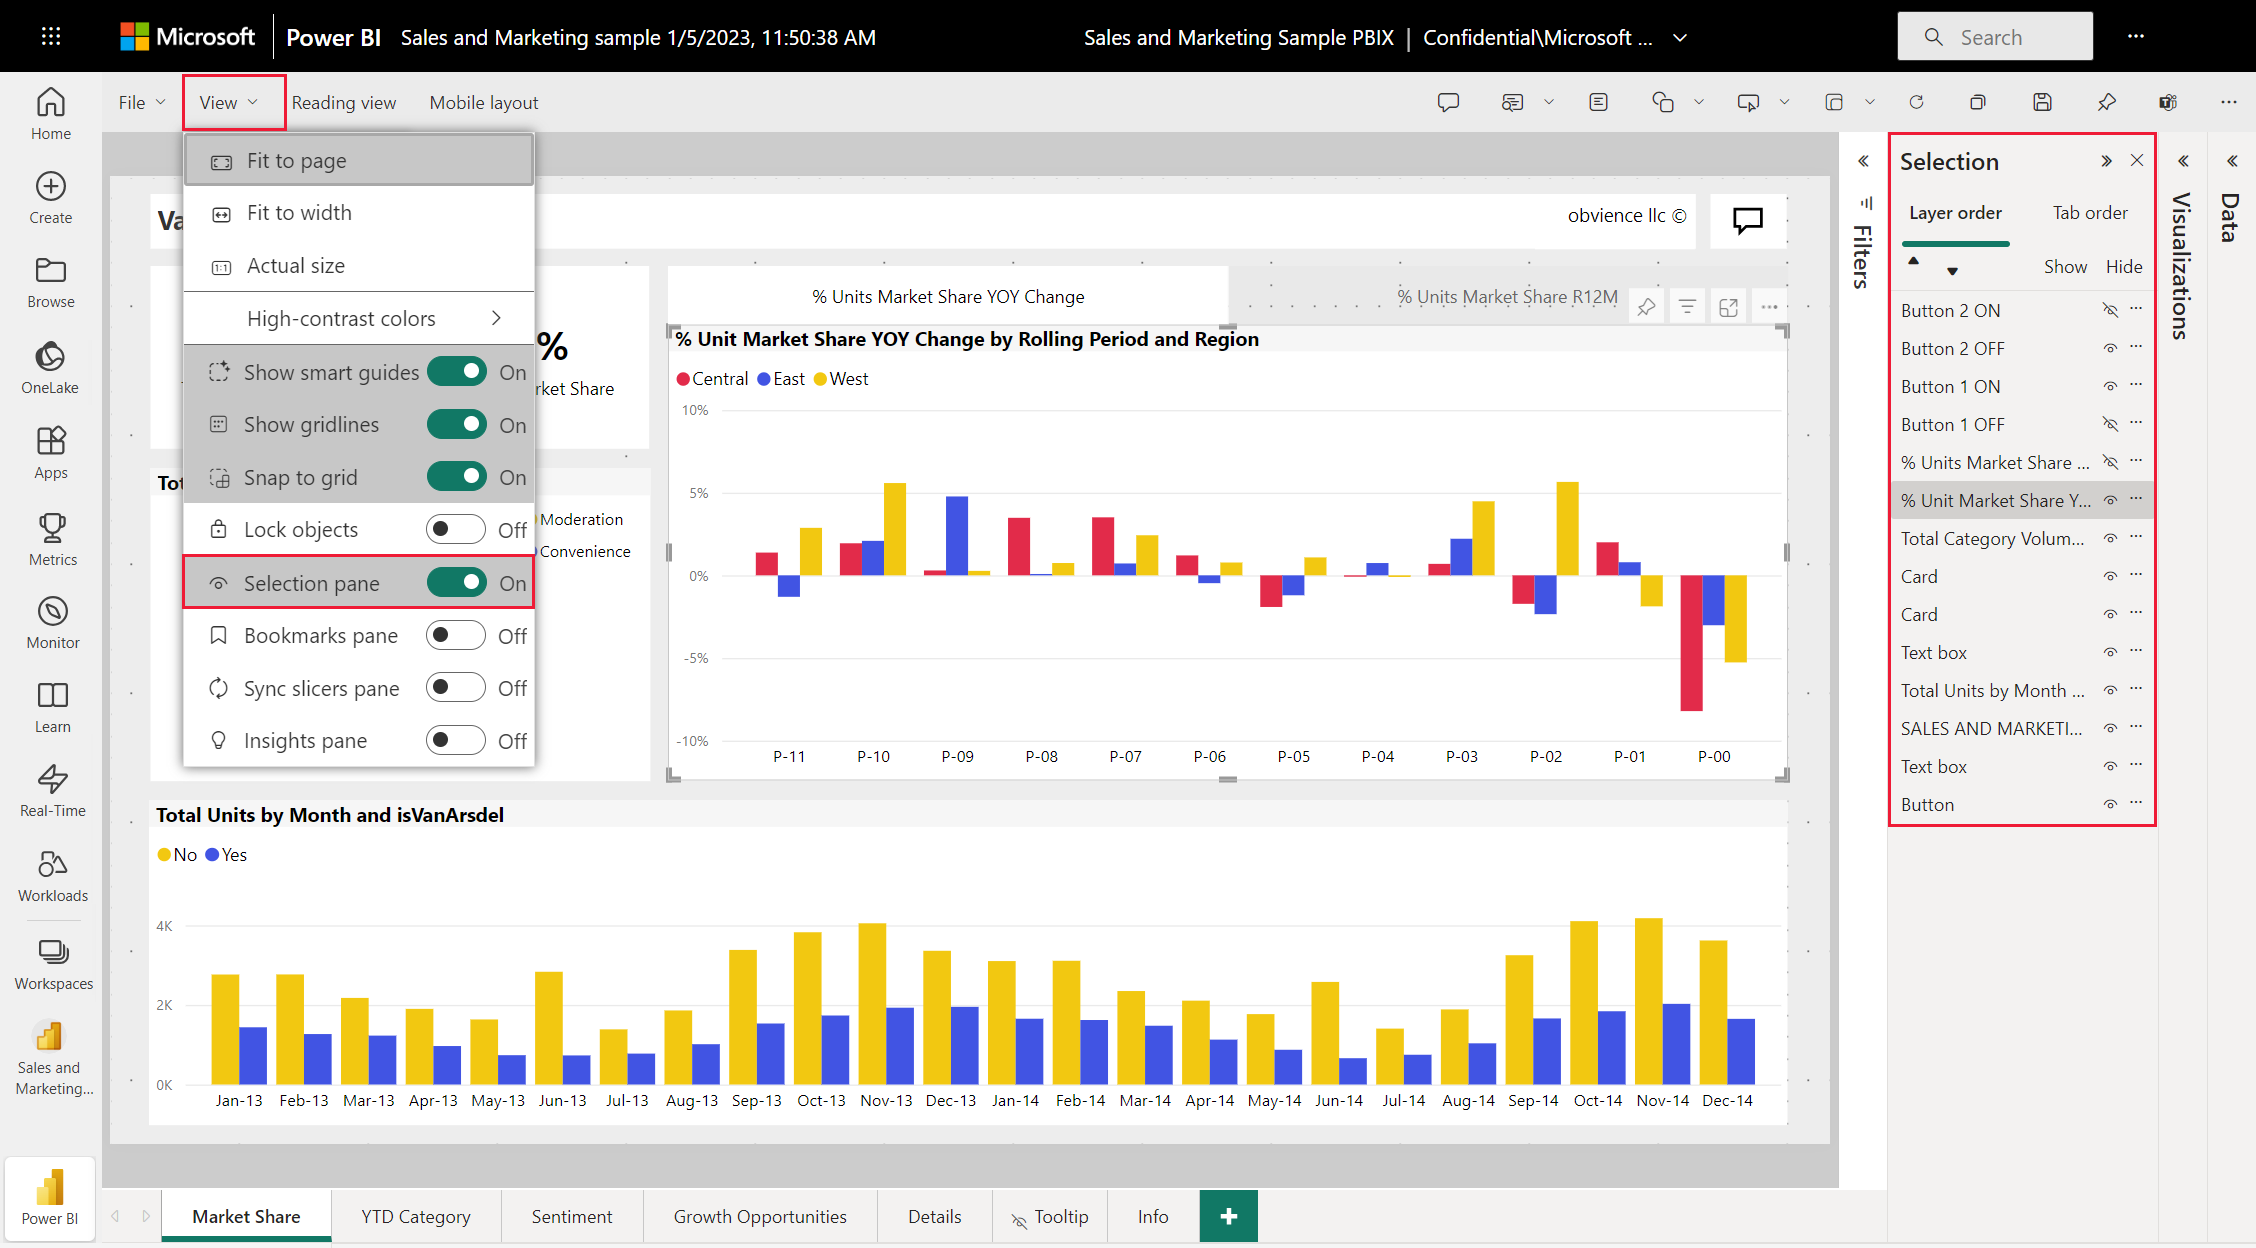 Microsoft Power BI Sales and Marketing sample 1/5/2023, 11:50:38 AM
Sales and Marketing Sample PBIX | Confidential\Microsoft ...
Search
File
View
Reading view
Mobile layout
Home
Create
Browse
OneLake
Apps
Metrics
Monitor
Learn
Real-Time
Workloads
Workspaces
Sales and
Marketing...
Power BI
Fit to page
Fit to width
1:1 Actual size
High-contrast colors
Show smart guides On
Show gridlines On
Snap to grid On
Lock objects Off
Selection pane On
Bookmarks pane Off
Sync slicers pane Off
Insights pane Off
Va
obvience llc ©
%
rket Share
Tot
Moderation
Convenience
% Units Market Share YOY Change
% Units Market Share R12M
% Unit Market Share YOY Change by Rolling Period and Region
Central East West
10%
5%
0%
-5%
-10%
P-11 P-10 P-09 P-08 P-07 P-06 P-05 P-04 P-03 P-02 P-01 P-00
Total Units by Month and isVanArsdel
No Yes
4K
2K
0K
Jan-13 Feb-13 Mar-13 Apr-13 May-13 Jun-13 Jul-13 Aug-13 Sep-13 Oct-13 Nov-13 Dec-13 Jan-14 Feb-14 Mar-14 Apr-14 May-14 Jun-14 Jul-14 Aug-14 Sep-14 Oct-14 Nov-14 Dec-14
Filters
Selection
Layer order
Tab order
Show Hide
Button 2 ON
Button 2 OFF
Button 1 ON
Button 1 OFF
% Units Market Share ...
% Unit Market Share Y...
Total Category Volum...
Card
Card
Text box
Total Units by Month ...
SALES AND MARKETI...
Text box
Button
Visualizations
Data
Market Share
YTD Category
Sentiment
Growth Opportunities
Details
Tooltip
Info
+